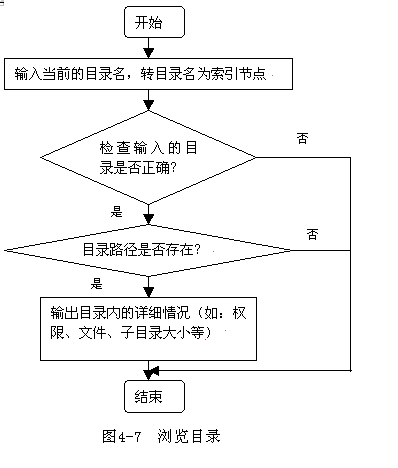 开始
输入当前的目录名，转目录名为索引节点
检查输入的目
录是否正确?
否
是
目录路径是否存在?
否
是
输出目录内的详细情况（如：权
限、文件、子目录大小等）
结束
图4-7 浏览目录